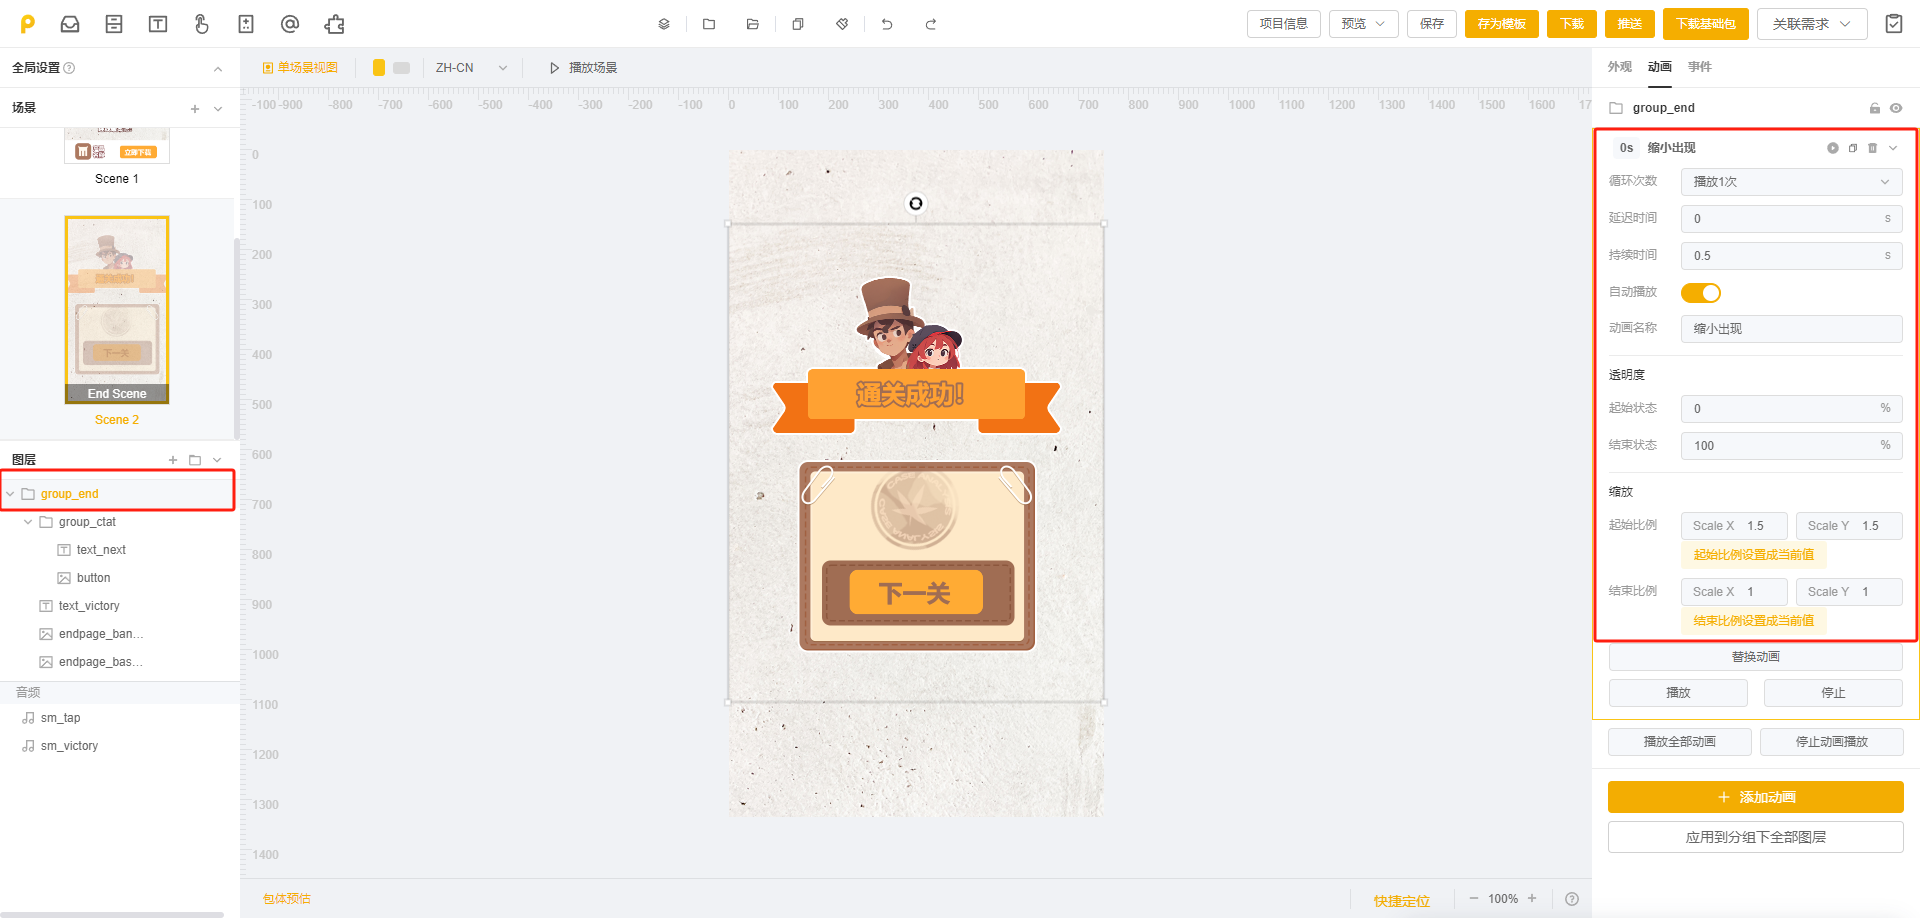 项目信息
预览
保存
存为模板
下载
推送
下载基础包
关联需求
全局设置
单场景视图
ZH-CN
播放场景
外观 动画 事件
场景
-100 -900 -800 -700 -600 -500 -400 -300 -200 -100 0 100 200 300 400 500 600 700 800 900 1000 1100 1200 1300 1400 1500 1600 17
group_end
立即下载
Scene 1
End Scene
Scene 2
图层
group_end
group_ctat
text_next
button
text_victory
endpage_ban...
endpage_bas...
音频
sm_tap
sm_victory
0
100
200
300
400
500
600
700
800
900
1000
1100
1200
1300
1400
通关成功!
下一关
0s 缩小出现
循环次数 播放1次
延迟时间 0 s
持续时间 0.5 s
自动播放
动画名称 缩小出现
透明度
起始状态 0 %
结束状态 100 %
缩放
起始比例 Scale X 1.5 Scale Y 1.5
起始比例设置成当前值
结束比例 Scale X 1 Scale Y 1
结束比例设置成当前值
替换动画
播放 停止
播放全部动画 停止动画播放
添加动画
应用到分组下全部图层
包体预估
快捷定位
100%